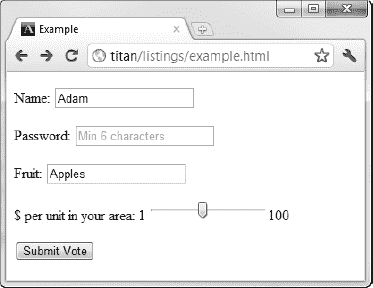 Example
titan/listings/example.html
Name: Adam
Password: Min 6 characters
Fruit: Apples
$ per unit in your area: 1 100
Submit Vote